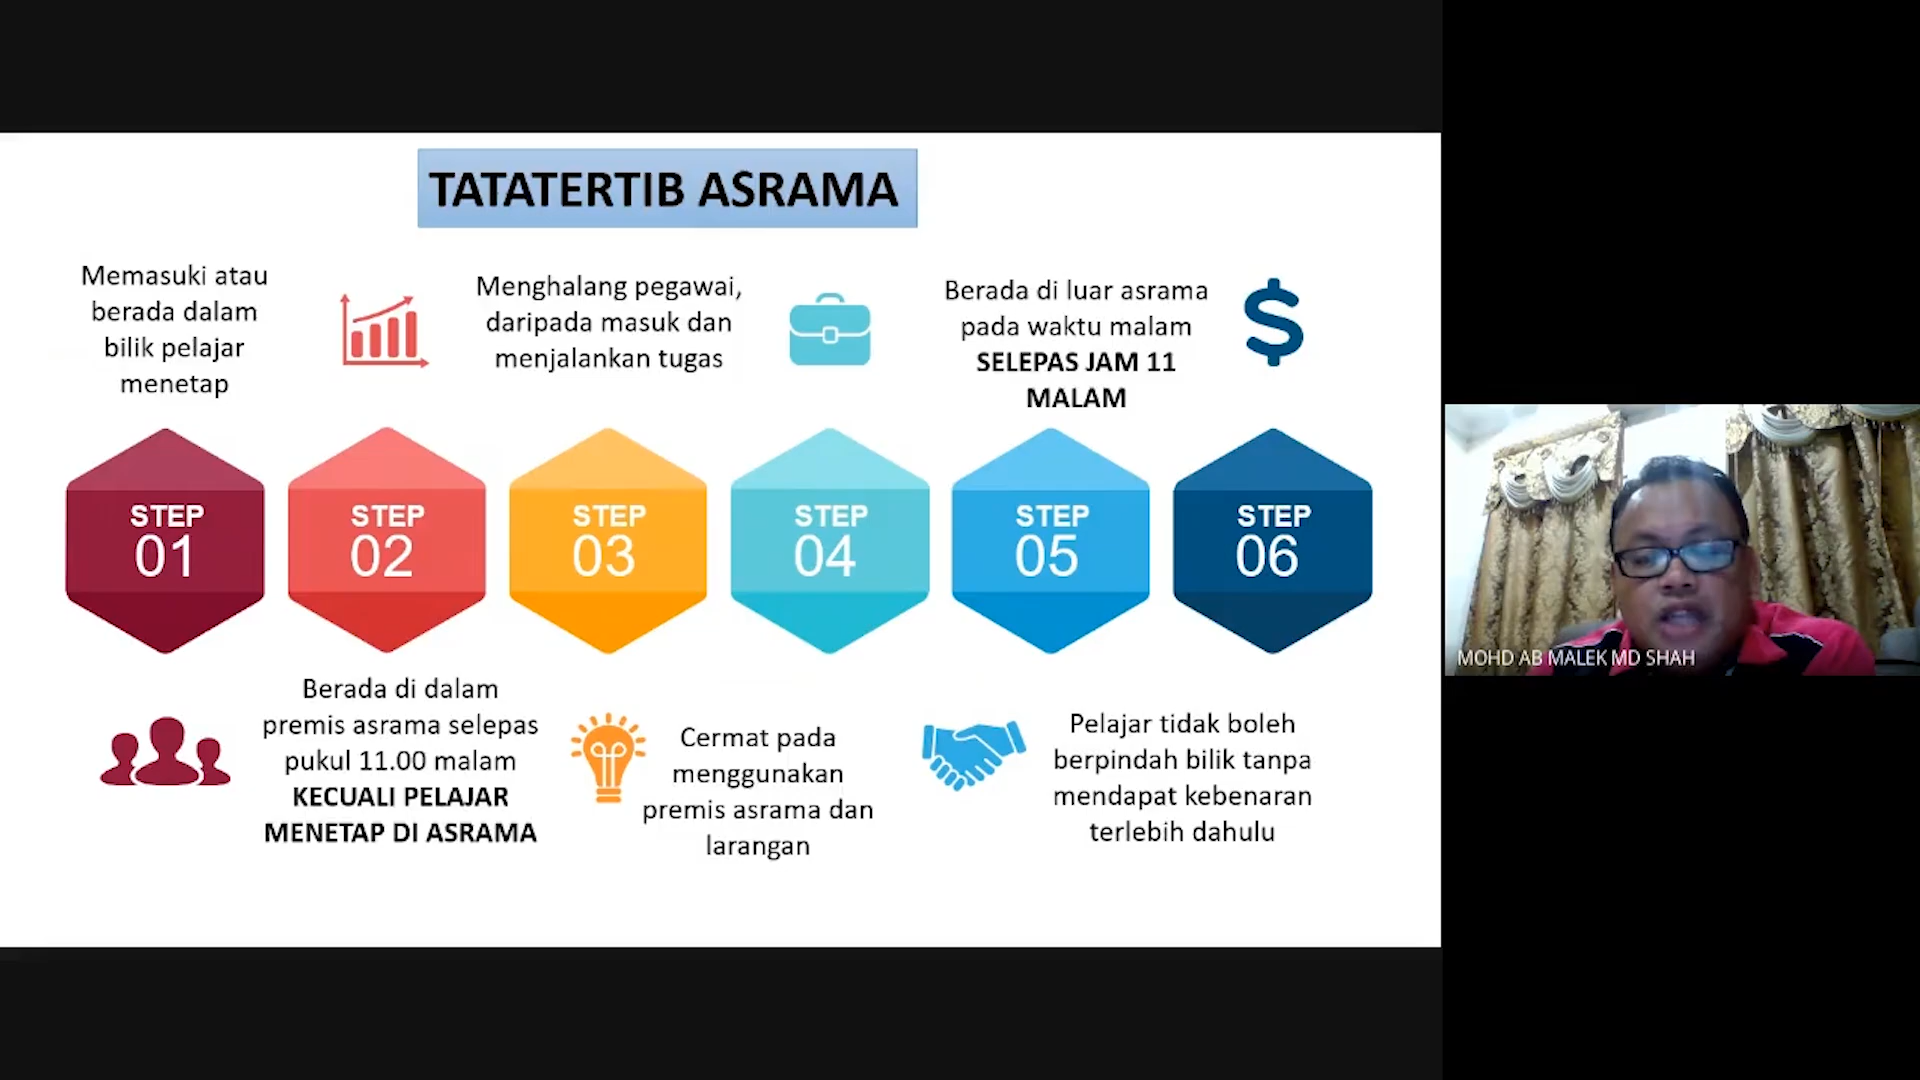 TATATERTIB ASRAMA
Memasuki atau
berada dalam
bilik pelajar
menetap
Menghalang pegawai,
daripada masuk dan
menjalankan tugas
Berada di luar asrama
pada waktu malam
SELEPAS JAM 11
MALAM
STEP
01
STEP
02
STEP
03
STEP
04
STEP
05
STEP
06
Berada di dalam
premis asrama selepas
pukul 11.00 malam
KECUALI PELAJAR
MENETAP DI ASRAMA
Cermat pada
menggunakan
premis asrama dan
larangan
Pelajar tidak boleh
berpindah bilik tanpa
mendapat kebenaran
terlebih dahulu
MOHD AB MALEK MD SHAH